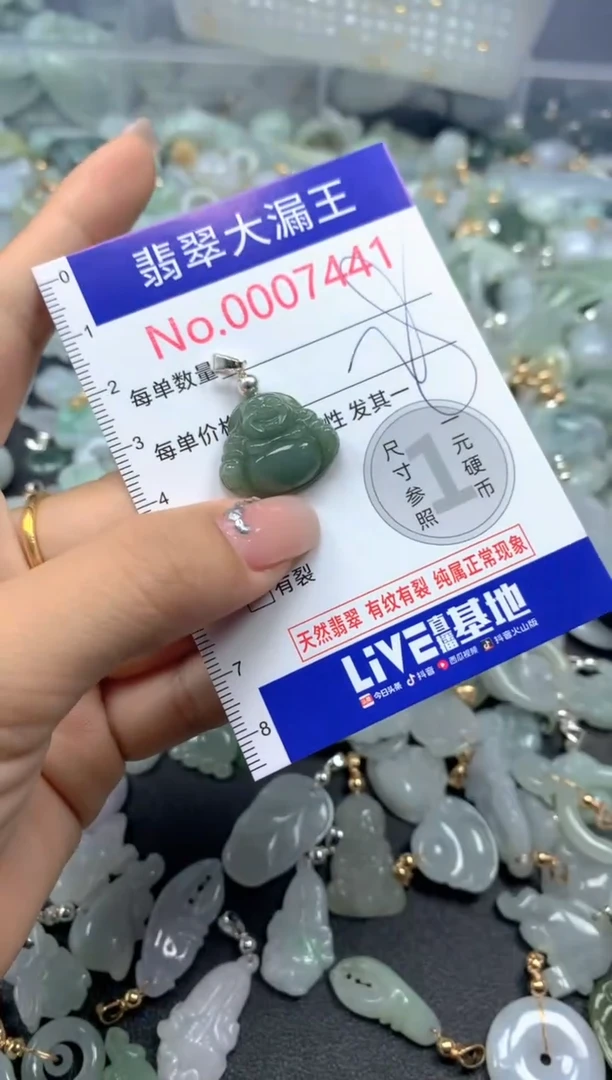 翡翠大漏王
No.0007441
每单数量
每单价格 性 发其一
一元硬币
1
尺寸参照
有裂
天然翡翠 有纹有裂 纯属正常现象
LiVE直播基地
今日头条 抖音 西瓜视频 抖音火山版
0
1
2
3
4
7
8